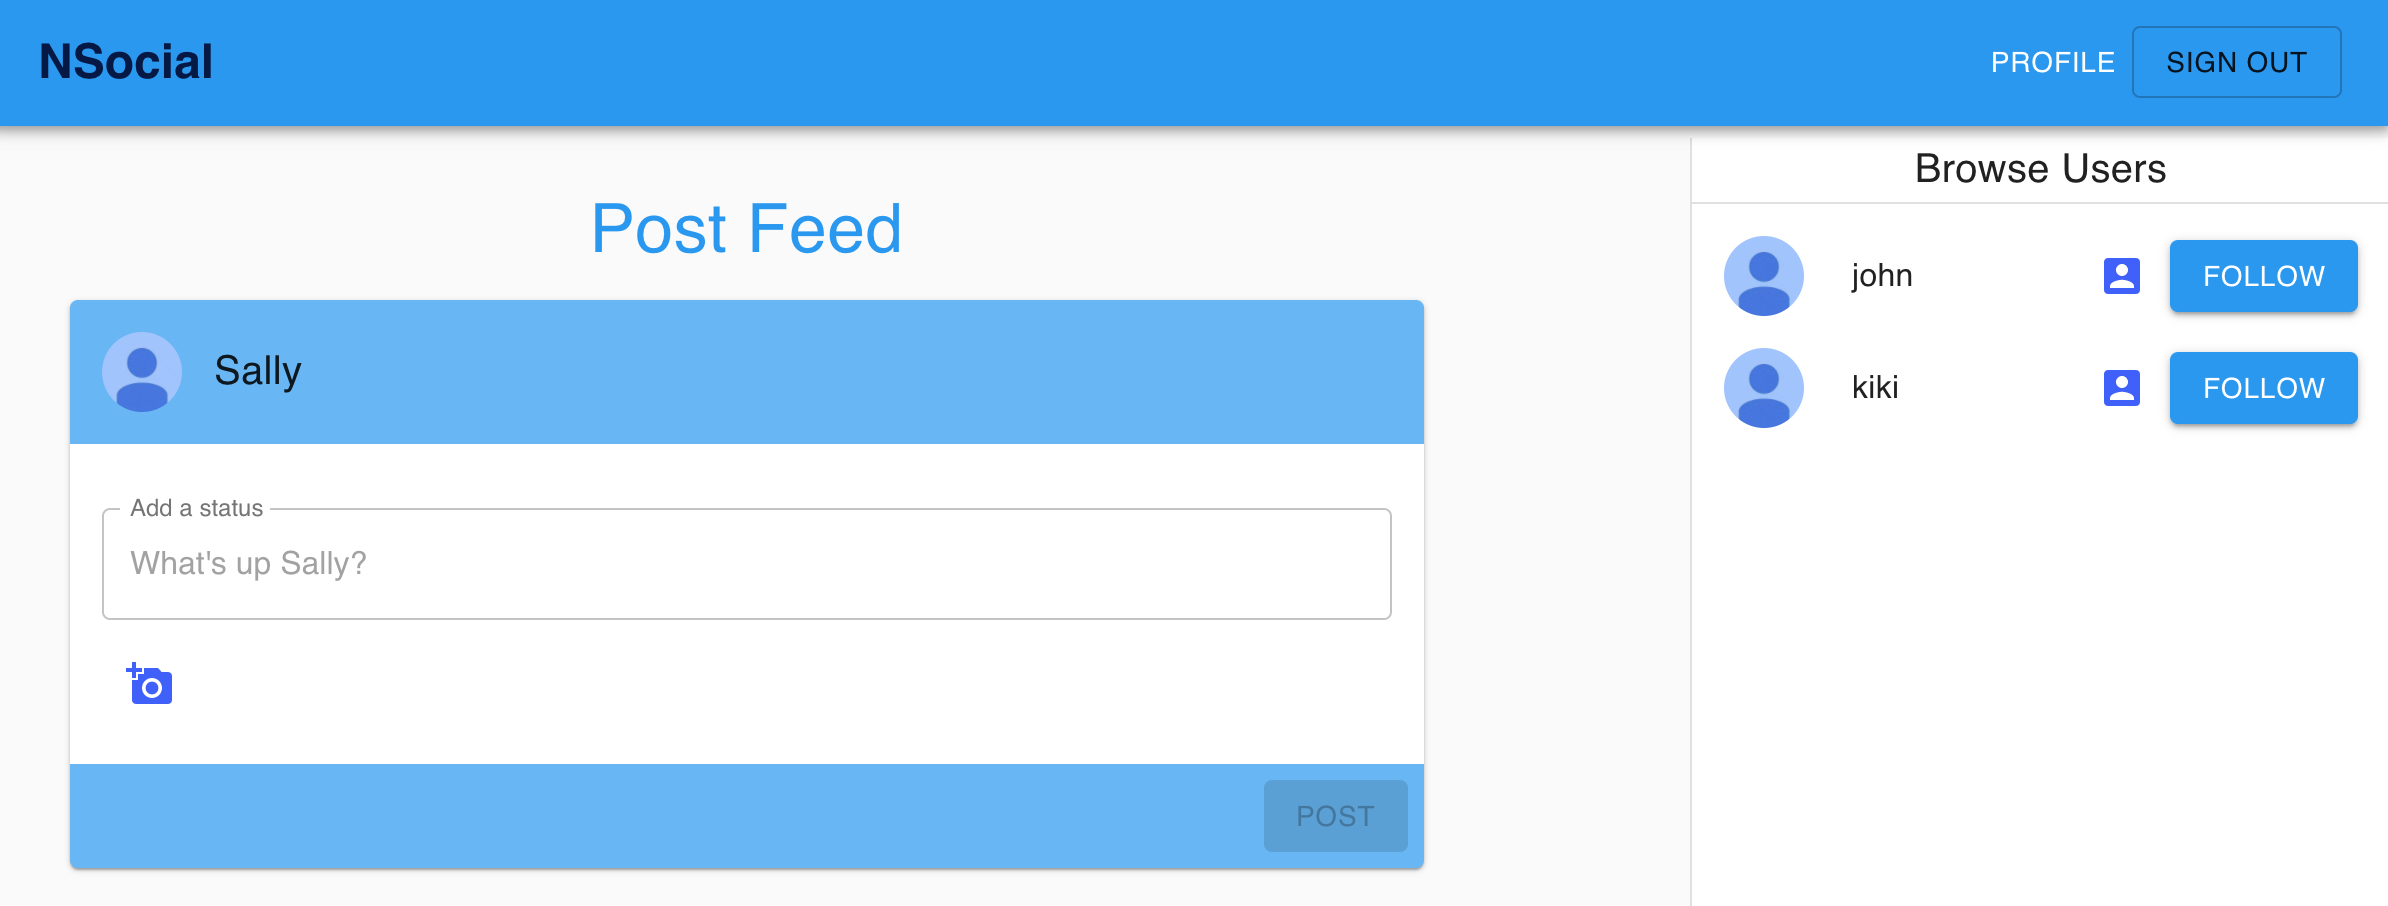 NSocial
PROFILE
SIGN OUT
Post Feed
Sally
Add a status
What's up Sally?
POST
Browse Users
john
FOLLOW
kiki
FOLLOW